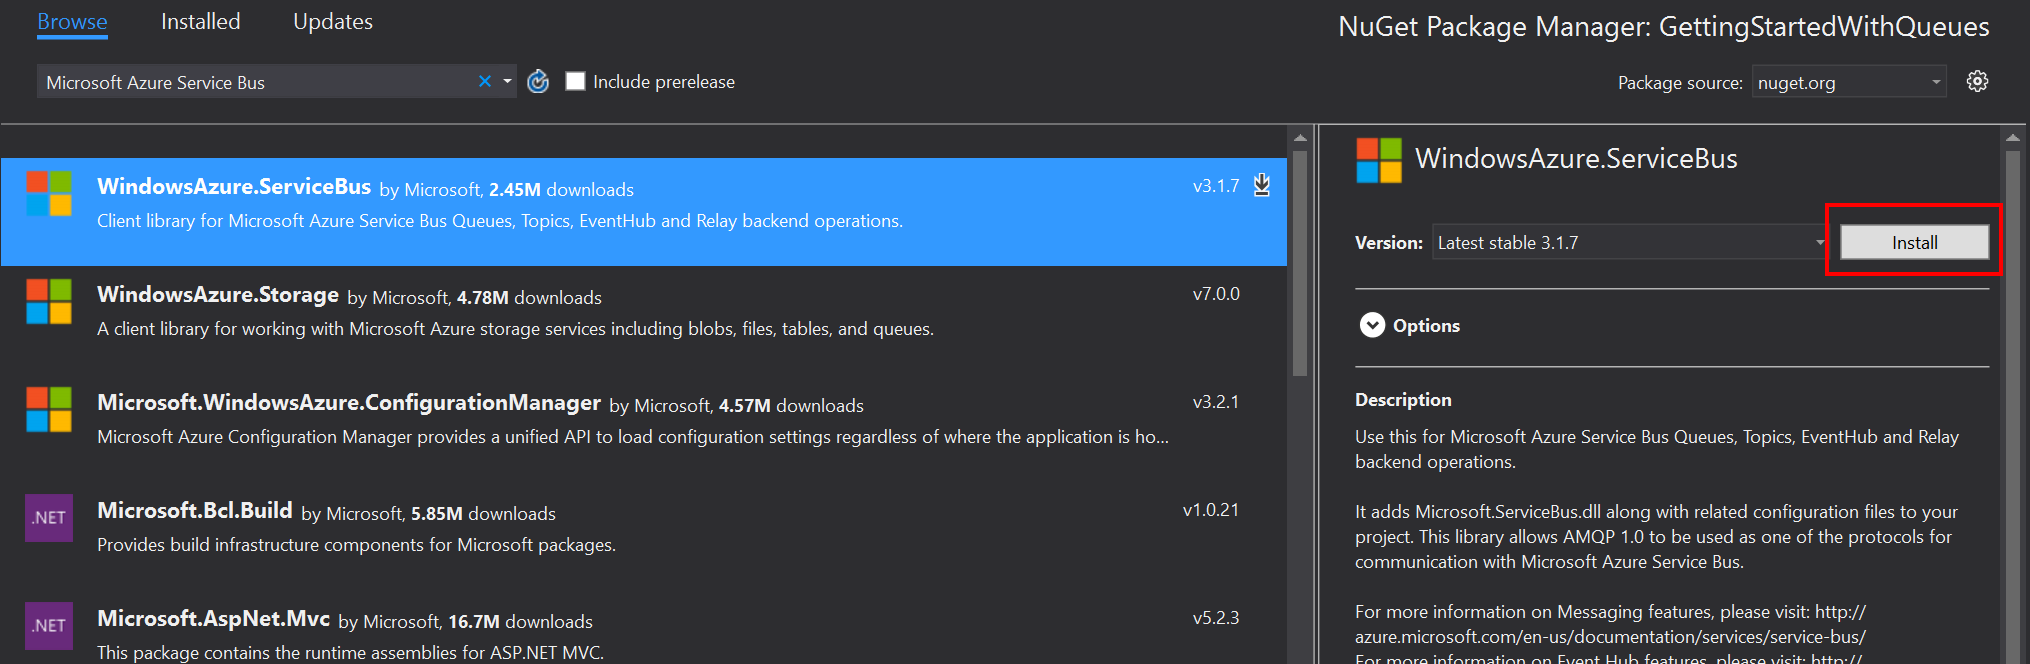 Browse Installed Updates
NuGet Package Manager: GettingStartedWithQueues
Microsoft Azure Service Bus
Include prerelease
Package source: nuget.org
WindowsAzure.ServiceBus by Microsoft, 2.45M downloads v3.1.7
Client library for Microsoft Azure Service Bus Queues, Topics, EventHub and Relay backend operations.
WindowsAzure.Storage by Microsoft, 4.78M downloads v7.0.0
A client library for working with Microsoft Azure storage services including blobs, files, tables, and queues.
Microsoft.WindowsAzure.ConfigurationManager by Microsoft, 4.57M downloads v3.2.1
Microsoft Azure Configuration Manager provides a unified API to load configuration settings regardless of where the application is ho...
.NET
Microsoft.Bcl.Build by Microsoft, 5.85M downloads v1.0.21
Provides build infrastructure components for Microsoft packages.
.NET
Microsoft.AspNet.Mvc by Microsoft, 16.7M downloads v5.2.3
This package contains the runtime assemblies for ASP.NET MVC.
WindowsAzure.ServiceBus
Version: Latest stable 3.1.7 Install
Options
Description
Use this for Microsoft Azure Service Bus Queues, Topics, EventHub and Relay
backend operations.
It adds Microsoft.ServiceBus.dll along with related configuration files to your
project. This library allows AMQP 1.0 to be used as one of the protocols for
communication with Microsoft Azure Service Bus.
For more information on Messaging features, please visit: http://
azure.microsoft.com/en-us/documentation/services/service-bus/
For more information on Event Hub features, please visit: http://